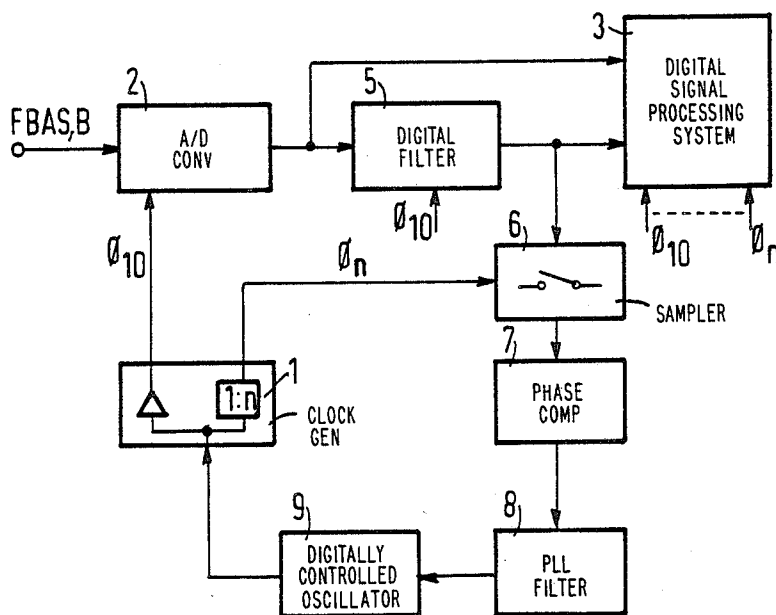 3
DIGITAL
SIGNAL
PROCESSING
SYSTEM
2
A/D
CONV
5
DIGITAL
FILTER
FBAS,B
Ø10
Ø10
Ø10
Øn
6
SAMPLER
Øn
7
PHASE
COMP
1
1:n
CLOCK
GEN
8
PLL
FILTER
9
DIGITALLY
CONTROLLED
OSCILLATOR